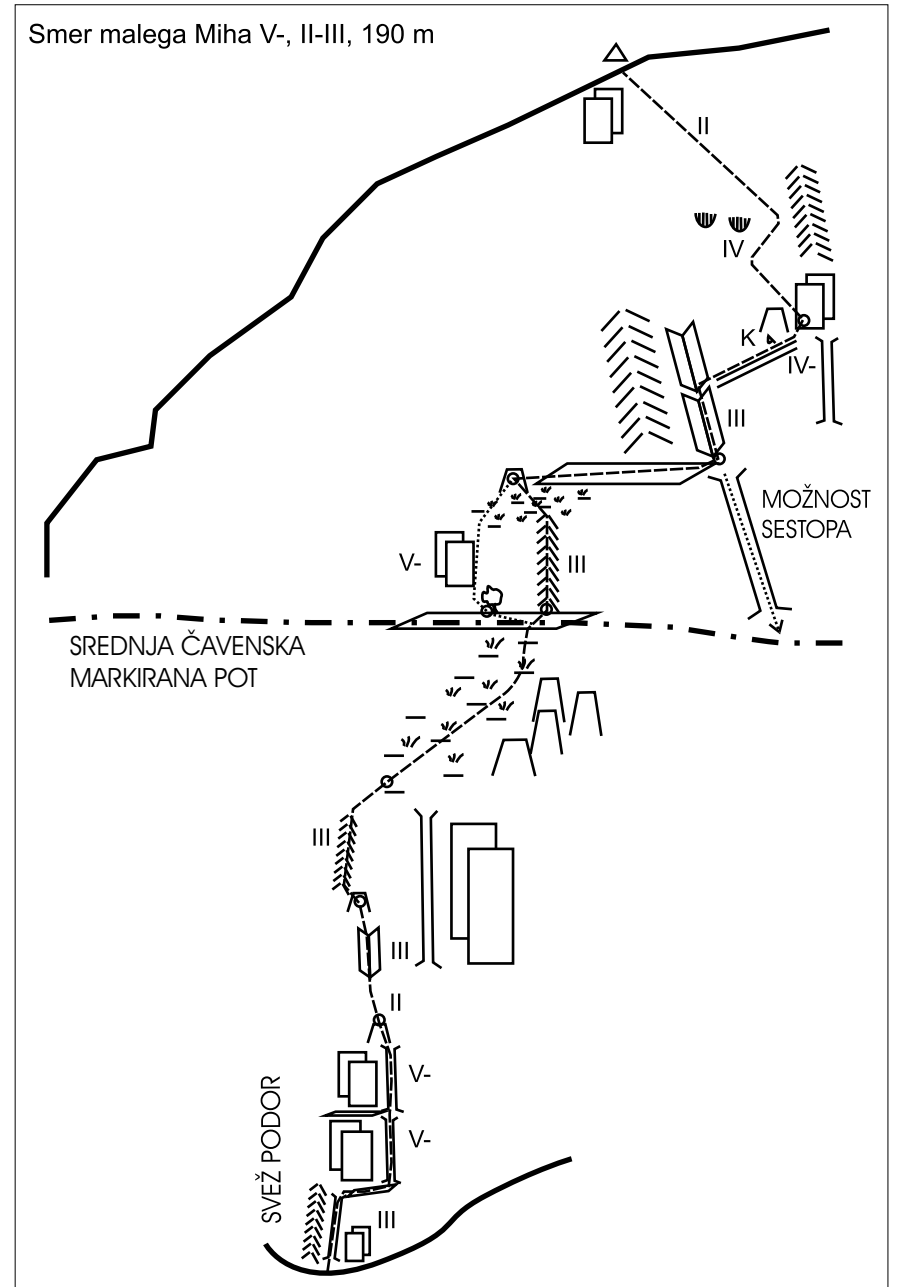 Smer malega Miha V-, II-III, 190 m
II
IV
K
IV-
III
MOŽNOST
SESTOPA
V-
III
SREDNJA ČAVENSKA
MARKIRANA POT
III
III
II
V-
V-
SVEŽ PODOR
III